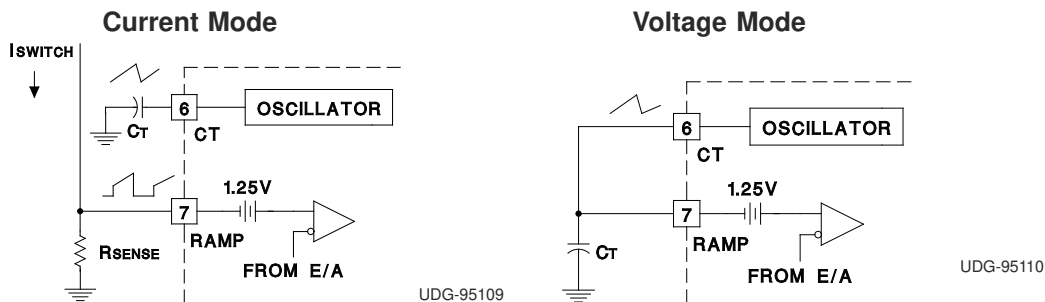 Current Mode
ISWITCH
6
OSCILLATOR
CT
CT
1.25V
7
RAMP
RSENSE
FROM E/A
UDG-95109
Voltage Mode
6
OSCILLATOR
CT
1.25V
7
RAMP
CT
FROM E/A
UDG-95110